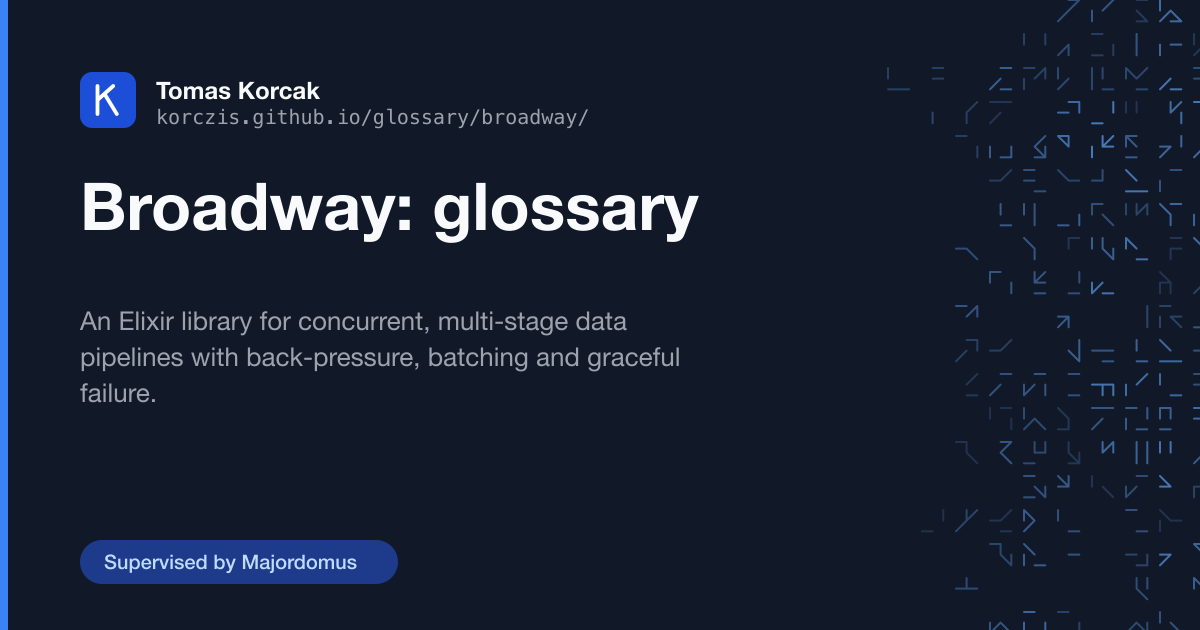 K
Tomas Korcak
korczis.github.io/glossary/broadway/
Broadway: glossary
An Elixir library for concurrent, multi-stage data
pipelines with back-pressure, batching and graceful
failure.
Supervised by Majordomus